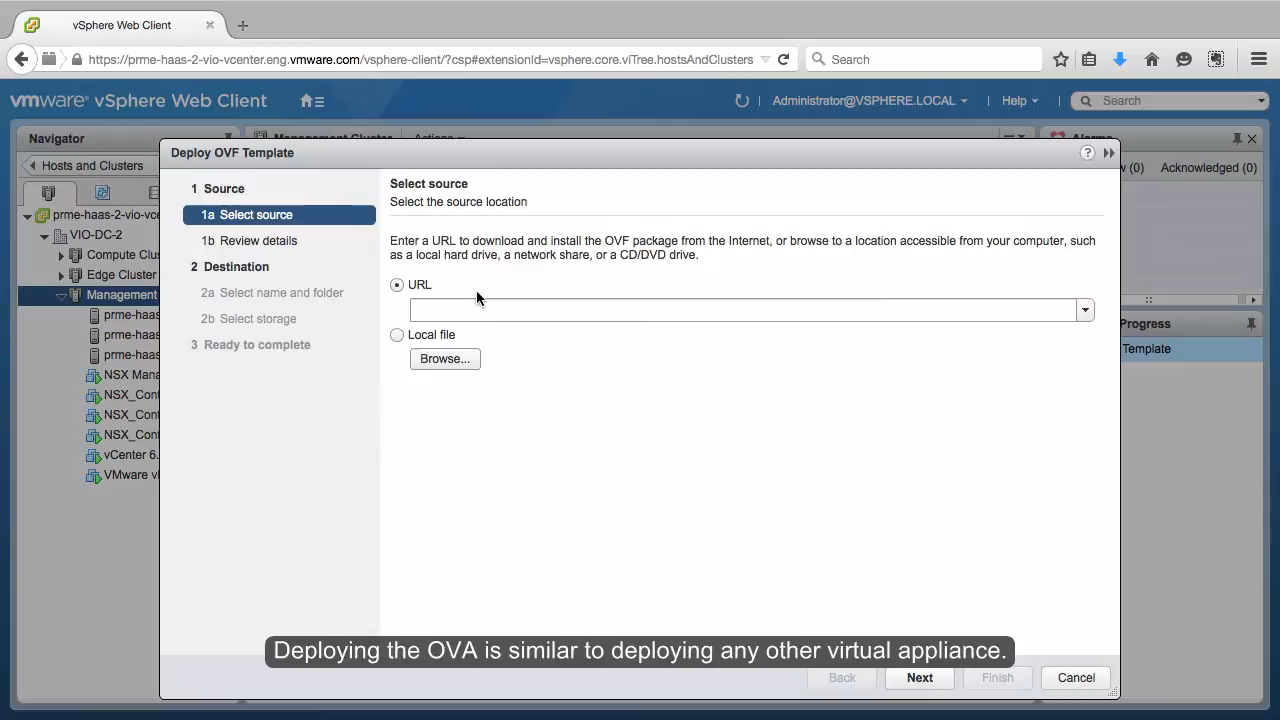 vSphere Web Client
https://prme-haas-2-vio-vcenter.eng.vmware.com/vsphere-client/?csp#extensionId=vsphere.core.viTree.hostsAndClusters
Search
vmware® vSphere Web Client
Administrator@VSPHERE.LOCAL
Help
Search
Navigator
Management Cluster
Actions
Alarms
Hosts and Clusters
(0)
Acknowledged (0)
prme-haas-2-vio-vce
VIO-DC-2
Compute Clus
Edge Cluster
Management
prme-haas
prme-haas
prme-haas
NSX Mana
NSX_Cont
NSX_Cont
NSX_Cont
vCenter 6.
VMware vI
Progress
Template
Deploy OVF Template
1 Source
1a Select source
1b Review details
2 Destination
2a Select name and folder
2b Select storage
3 Ready to complete
Select source
Select the source location
Enter a URL to download and install the OVF package from the Internet, or browse to a location accessible from your computer, such
as a local hard drive, a network share, or a CD/DVD drive.
URL
Local file
Browse...
Deploying the OVA is similar to deploying any other virtual appliance.
Back
Next
Finish
Cancel